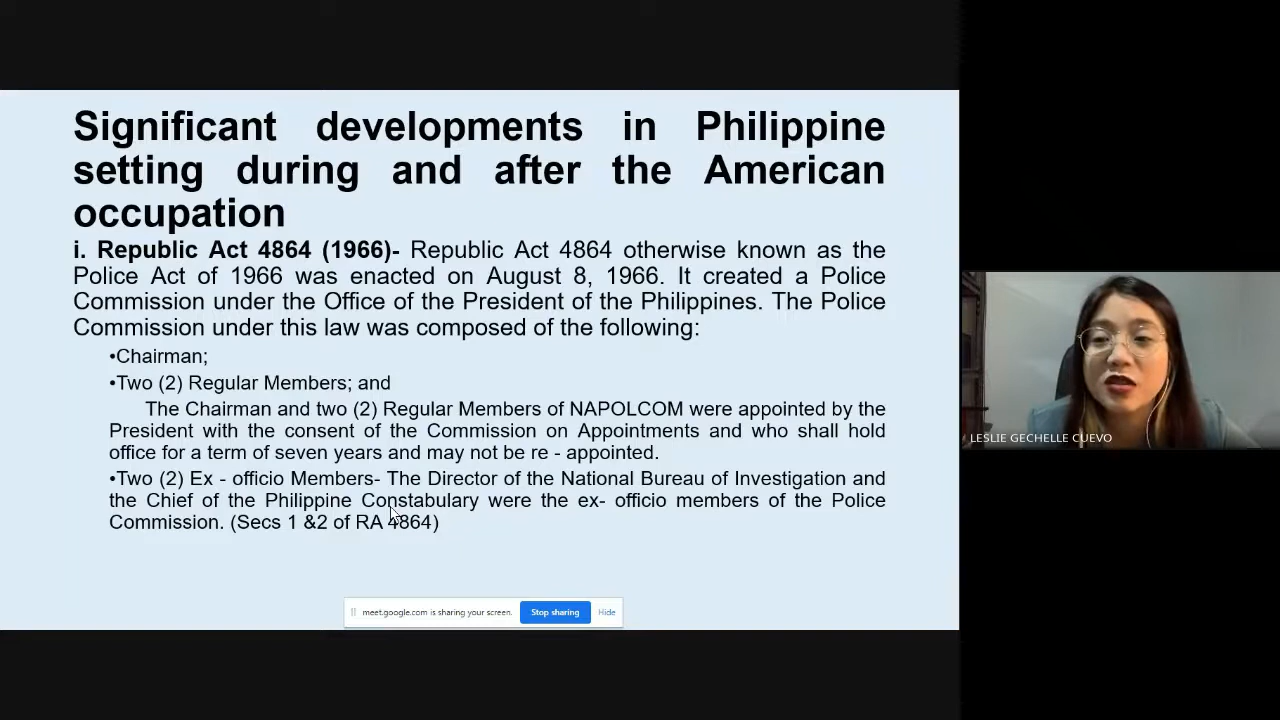 Significant developments in Philippine
setting during and after the American
occupation
i. Republic Act 4864 (1966)- Republic Act 4864 otherwise known as the
Police Act of 1966 was enacted on August 8, 1966. It created a Police
Commission under the Office of the President of the Philippines. The Police
Commission under this law was composed of the following:
•Chairman;
•Two (2) Regular Members; and
The Chairman and two (2) Regular Members of NAPOLCOM were appointed by the
President with the consent of the Commission on Appointments and who shall hold
office for a term of seven years and may not be re - appointed.
•Two (2) Ex - officio Members- The Director of the National Bureau of Investigation and
the Chief of the Philippine Constabulary were the ex- officio members of the Police
Commission. (Secs 1 &2 of RA 4864)
meet.google.com is sharing your screen. Stop sharing Hide
LESLIE GECHELLE CUEVO